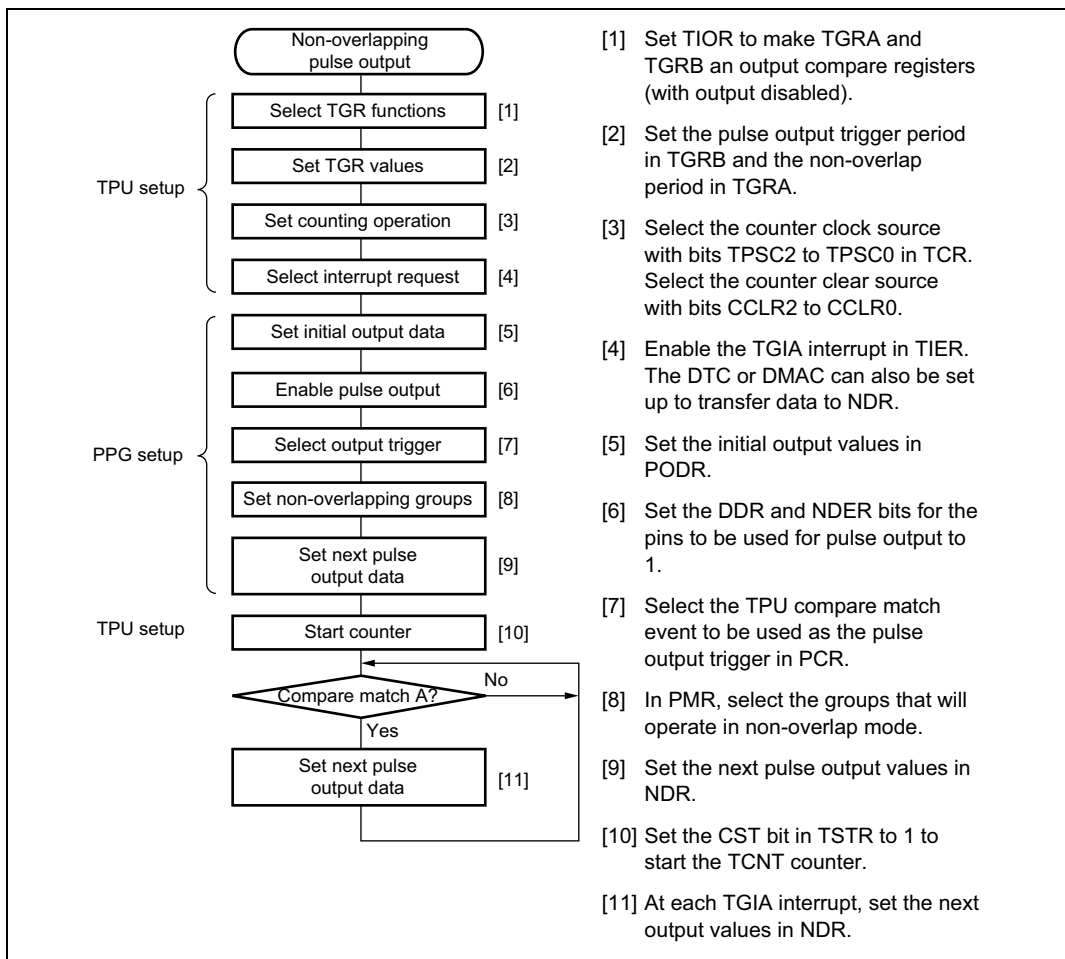 Non-overlapping
pulse output
TPU setup
Select TGR functions [1]
Set TGR values [2]
Set counting operation [3]
Select interrupt request [4]
PPG setup
Set initial output data [5]
Enable pulse output [6]
Select output trigger [7]
Set non-overlapping groups [8]
Set next pulse
output data
[9]
TPU setup
Start counter [10]
Compare match A?
No
Yes
Set next pulse
output data
[11]
[1] Set TIOR to make TGRA and
TGRB an output compare registers
(with output disabled).
[2] Set the pulse output trigger period
in TGRB and the non-overlap
period in TGRA.
[3] Select the counter clock source
with bits TPSC2 to TPSC0 in TCR.
Select the counter clear source
with bits CCLR2 to CCLR0.
[4] Enable the TGIA interrupt in TIER.
The DTC or DMAC can also be set
up to transfer data to NDR.
[5] Set the initial output values in
PODR.
[6] Set the DDR and NDER bits for the
pins to be used for pulse output to
1.
[7] Select the TPU compare match
event to be used as the pulse
output trigger in PCR.
[8] In PMR, select the groups that will
operate in non-overlap mode.
[9] Set the next pulse output values in
NDR.
[10] Set the CST bit in TSTR to 1 to
start the TCNT counter.
[11] At each TGIA interrupt, set the next
output values in NDR.